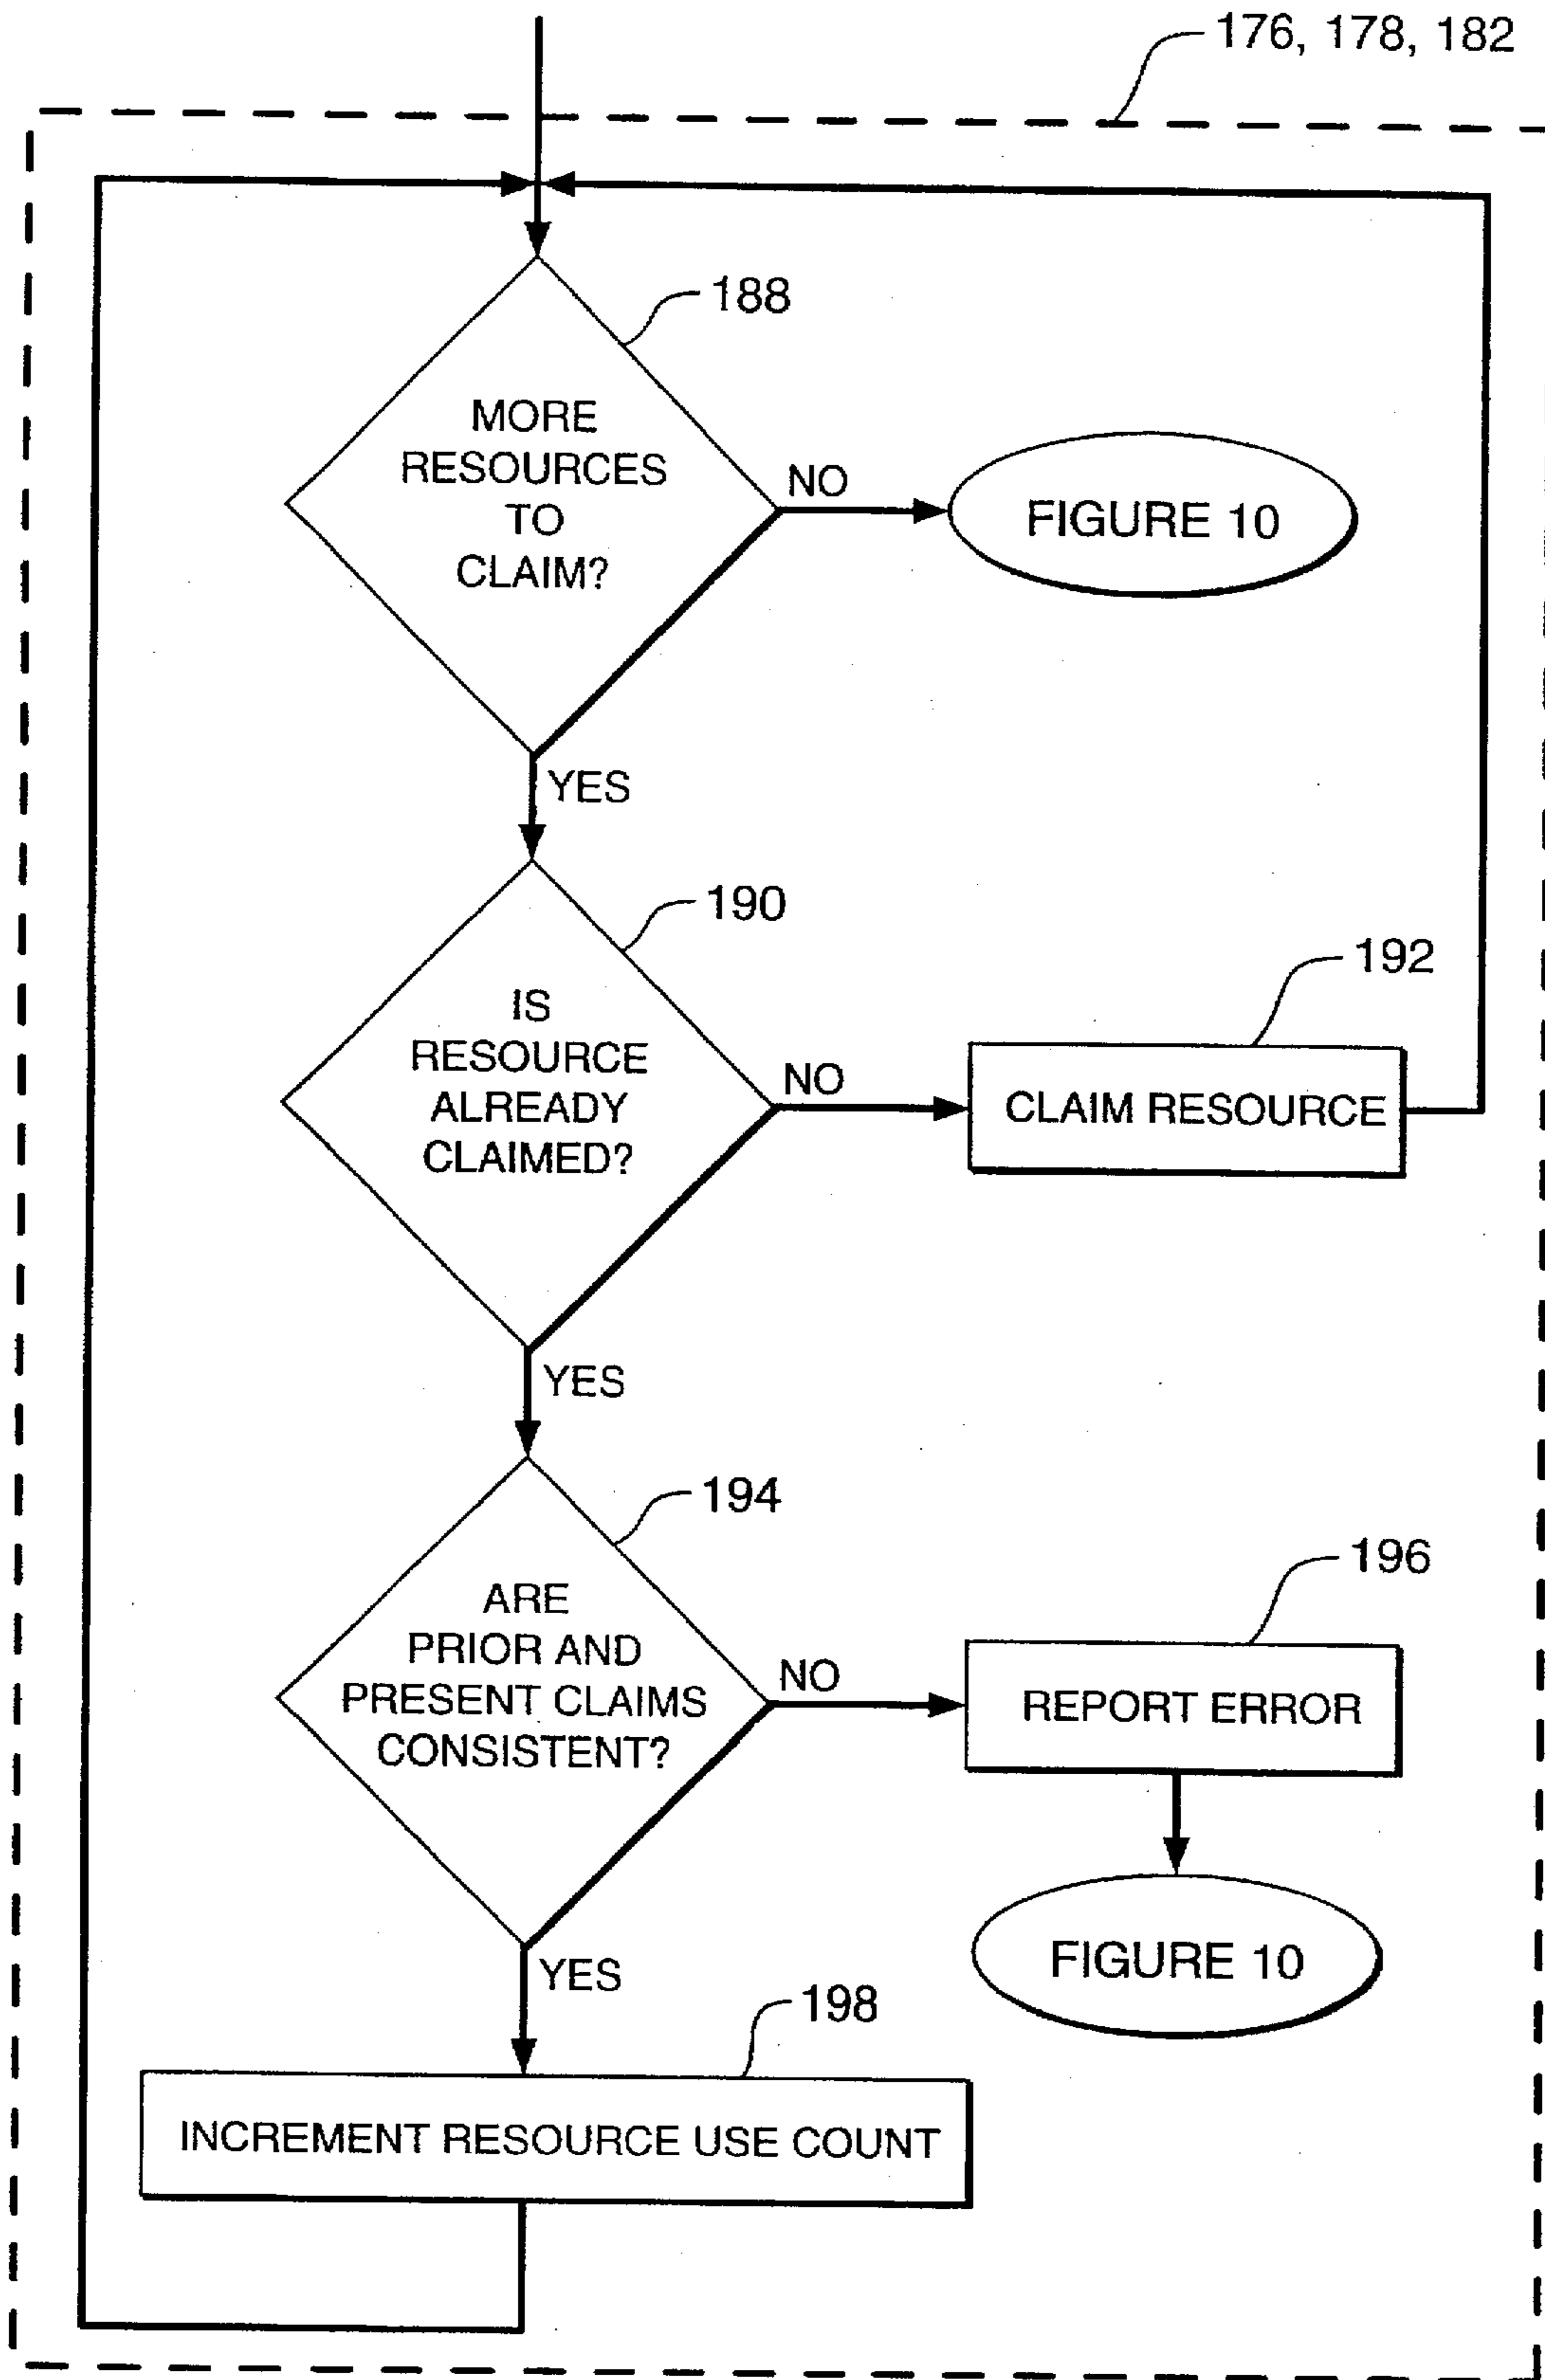 176, 178, 182
188
MORE
RESOURCES
TO
CLAIM?
NO
FIGURE 10
YES
190
IS
RESOURCE
ALREADY
CLAIMED?
NO
192
CLAIM RESOURCE
YES
194
ARE
PRIOR AND
PRESENT CLAIMS
CONSISTENT?
NO
196
REPORT ERROR
FIGURE 10
YES
198
INCREMENT RESOURCE USE COUNT